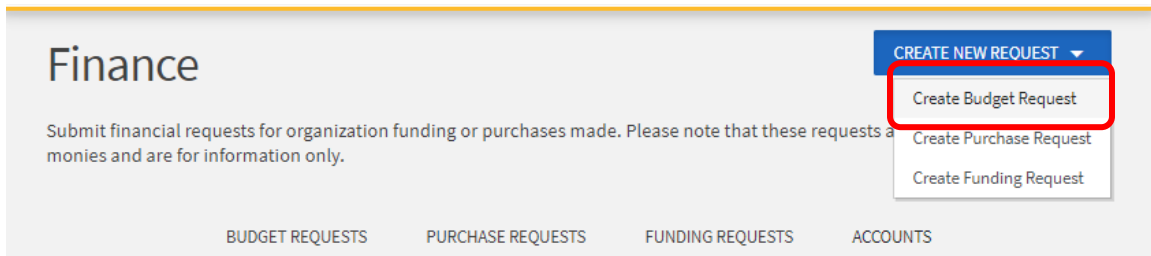 Finance
CREATE NEW REQUEST
Create Budget Request
Submit financial requests for organization funding or purchases made. Please note that these requests
Create Purchase Request
monies and are for information only.
Create Funding Request
BUDGET REQUESTS PURCHASE REQUESTS FUNDING REQUESTS ACCOUNTS